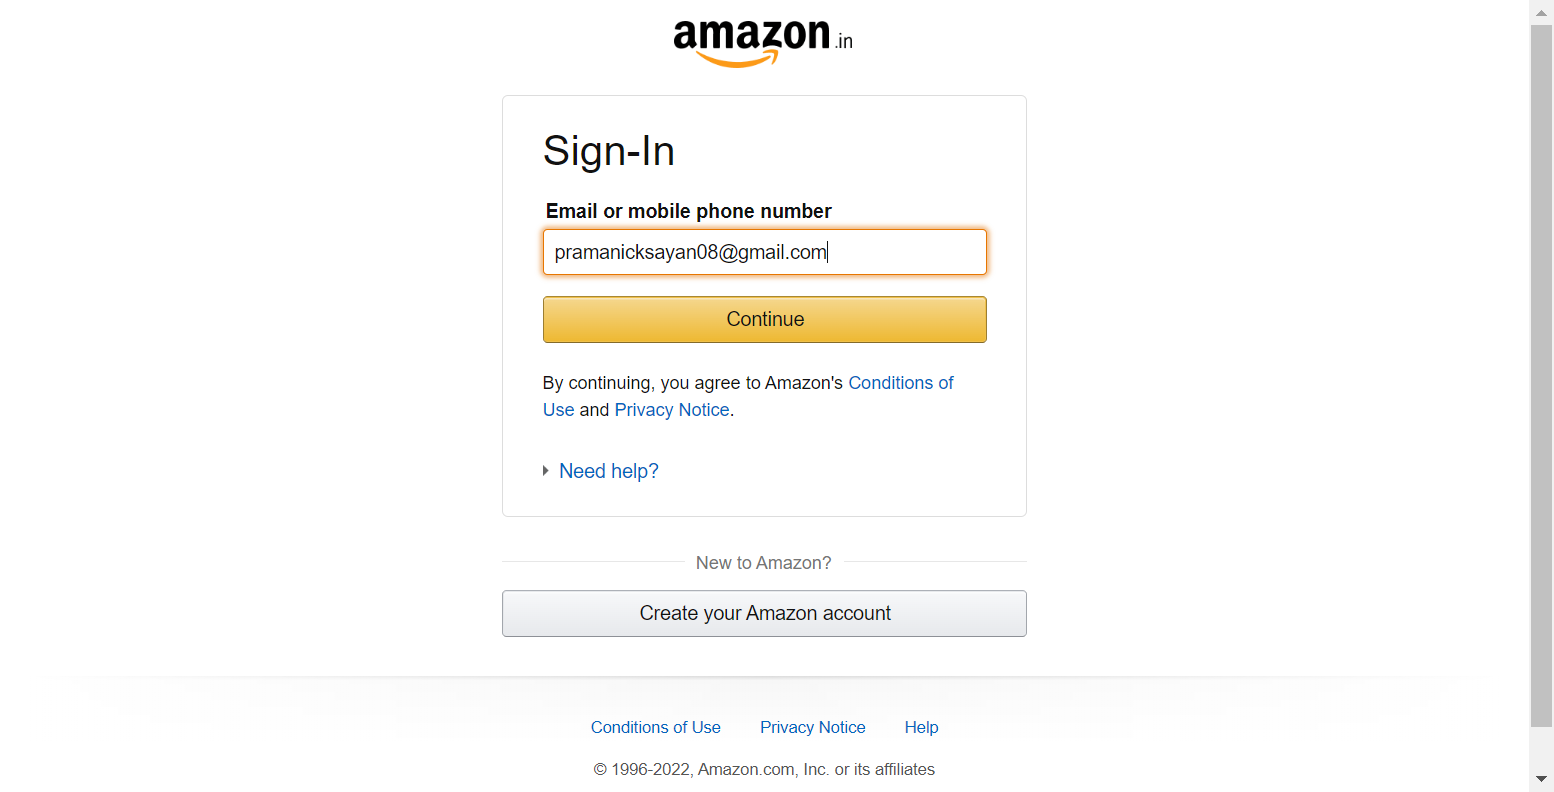 amazon.in
Sign-In
Email or mobile phone number
pramanicksayan08@gmail.com
Continue
By continuing, you agree to Amazon's Conditions of
Use and Privacy Notice.
Need help?
New to Amazon?
Create your Amazon account
Conditions of Use Privacy Notice Help
© 1996-2022, Amazon.com, Inc. or its affiliates